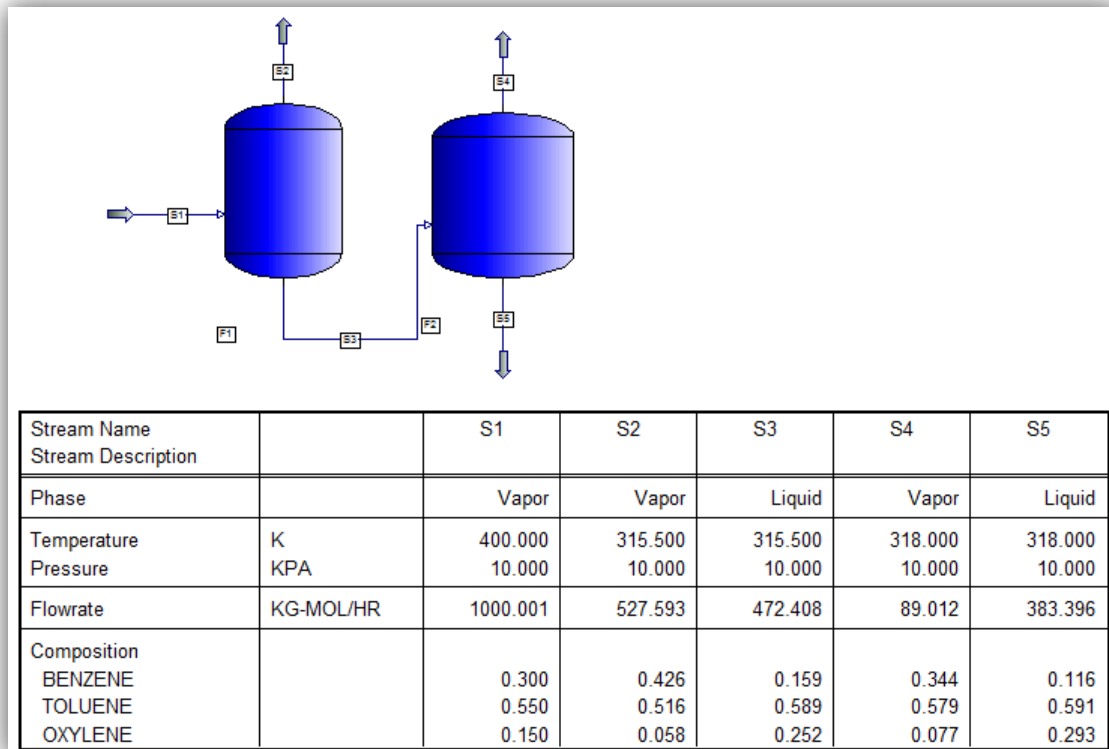 S2
S4
S1
F1
S3
F2
S5
Stream Name S1 S2 S3 S4 S5
Stream Description
Phase Vapor Vapor Liquid Vapor Liquid
Temperature K 400.000 315.500 315.500 318.000 318.000
Pressure KPA 10.000 10.000 10.000 10.000 10.000
Flowrate KG-MOL/HR 1000.001 527.593 472.408 89.012 383.396
Composition
BENZENE 0.300 0.426 0.159 0.344 0.116
TOLUENE 0.550 0.516 0.589 0.579 0.591
OXYLENE 0.150 0.058 0.252 0.077 0.293